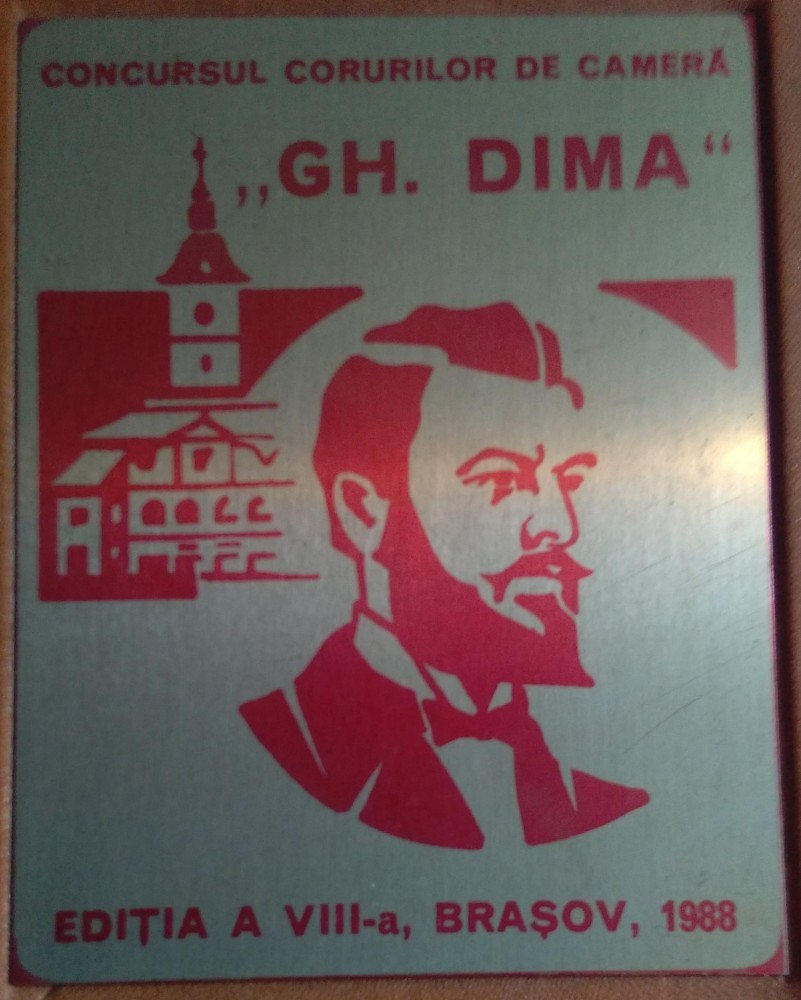 CONCURSUL CORURILOR DE CAMERĂ
„GH. DIMA“
EDIȚIA A VIII-a, BRAȘOV, 1988